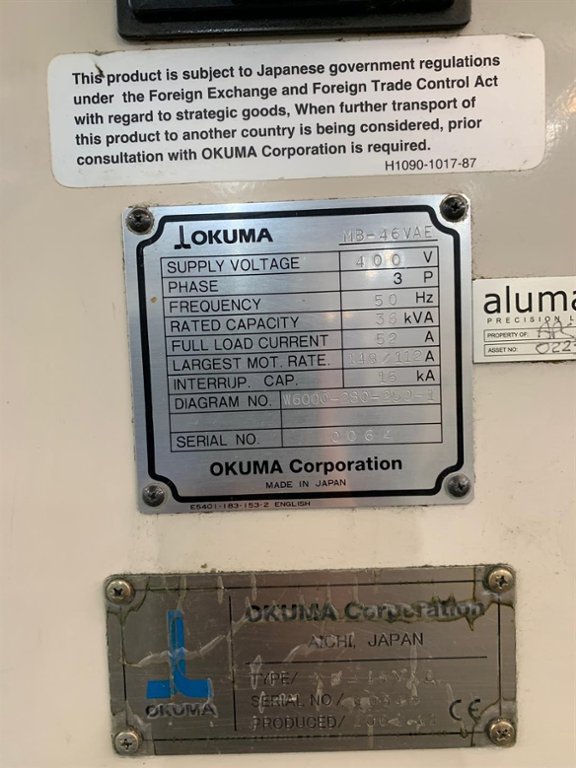 This product is subject to Japanese government regulations
under the Foreign Exchange and Foreign Trade Control Act
with regard to strategic goods, When further transport of
this product to another country is being considered, prior
consultation with OKUMA Corporation is required.
H1090-1017-87
OKUMA MB-46VAE
SUPPLY VOLTAGE 400 V
PHASE 3 P
FREQUENCY 50 Hz
RATED CAPACITY 36 kVA
FULL LOAD CURRENT 52 A
LARGEST MOT. RATE. 149/112A
INTERRUP. CAP. 16 kA
DIAGRAM NO.
SERIAL NO. 0062
OKUMA Corporation
MADE IN JAPAN
E5401-183-153-2 ENGLISH
aluma
PRECISION
PROPERTY OF:
ASSET NO:
OKUMA Corporation
AICHI, JAPAN
TYPE/
SERIAL NO/
PRODUCED/
OKUMA
CE